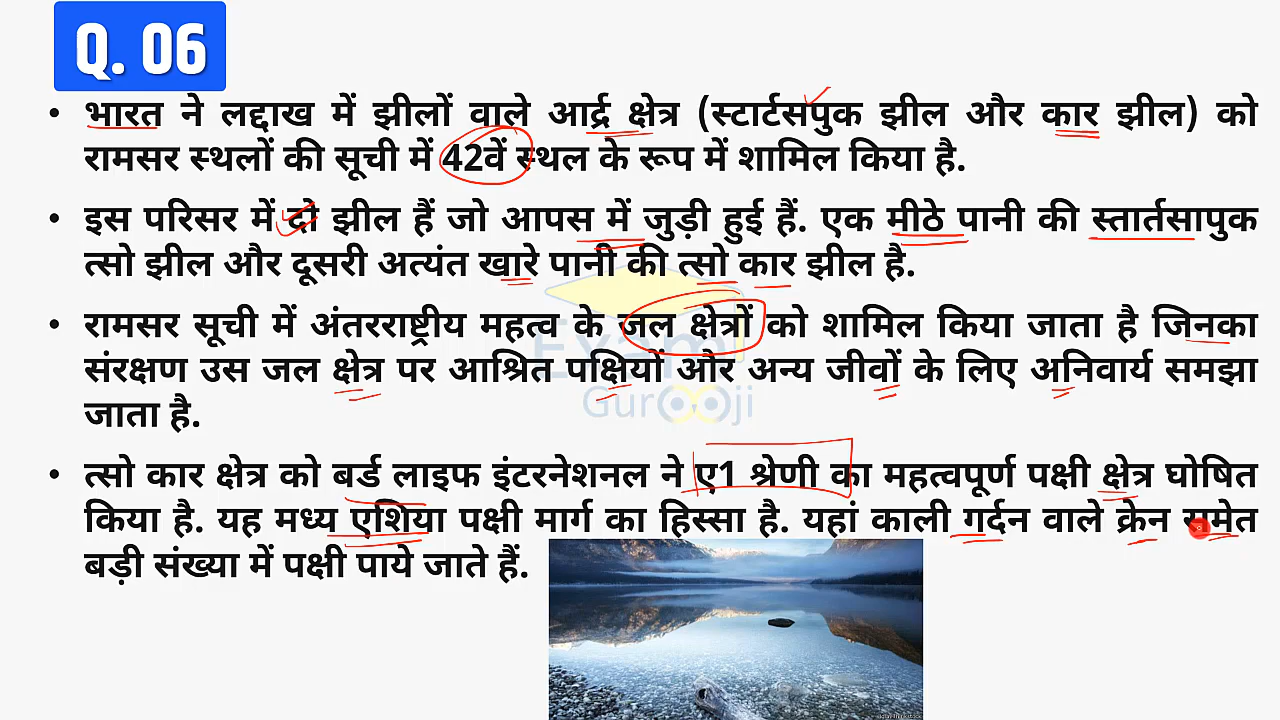 Q. 06
• भारत ने लद्दाख में झीलों वाले आर्द्र क्षेत्र (स्टार्टसपुक झील और कार झील) को
रामसर स्थलों की सूची में 42वें स्थल के रूप में शामिल किया है.
• इस परिसर में दो झील हैं जो आपस में जुड़ी हुई हैं. एक मीठे पानी की स्तार्तसापुक
त्सो झील और दूसरी अत्यंत खारे पानी की त्सो कार झील है.
• रामसर सूची में अंतरराष्ट्रीय महत्व के जल क्षेत्रों को शामिल किया जाता है जिनका
संरक्षण उस जल क्षेत्र पर आश्रित पक्षियों और अन्य जीवों के लिए अनिवार्य समझा
जाता है.
• त्सो कार क्षेत्र को बर्ड लाइफ इंटरनेशनल ने ए1 श्रेणी का महत्वपूर्ण पक्षी क्षेत्र घोषित
किया है. यह मध्य एशिया पक्षी मार्ग का हिस्सा है. यहां काली गर्दन वाले क्रेन समेत
बड़ी संख्या में पक्षी पाये जाते हैं.
Exam
Gurooji